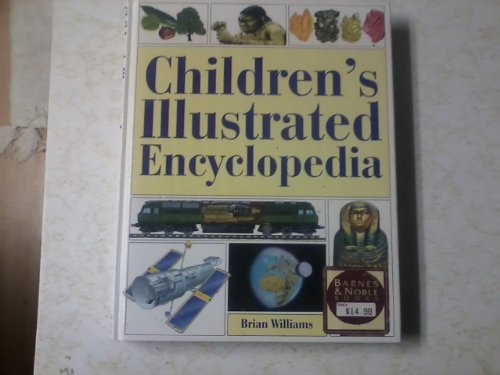 Children's
Illustrated
Encyclopedia
Brian Williams
BARNES
& NOBLE
BOOKS
$14.98